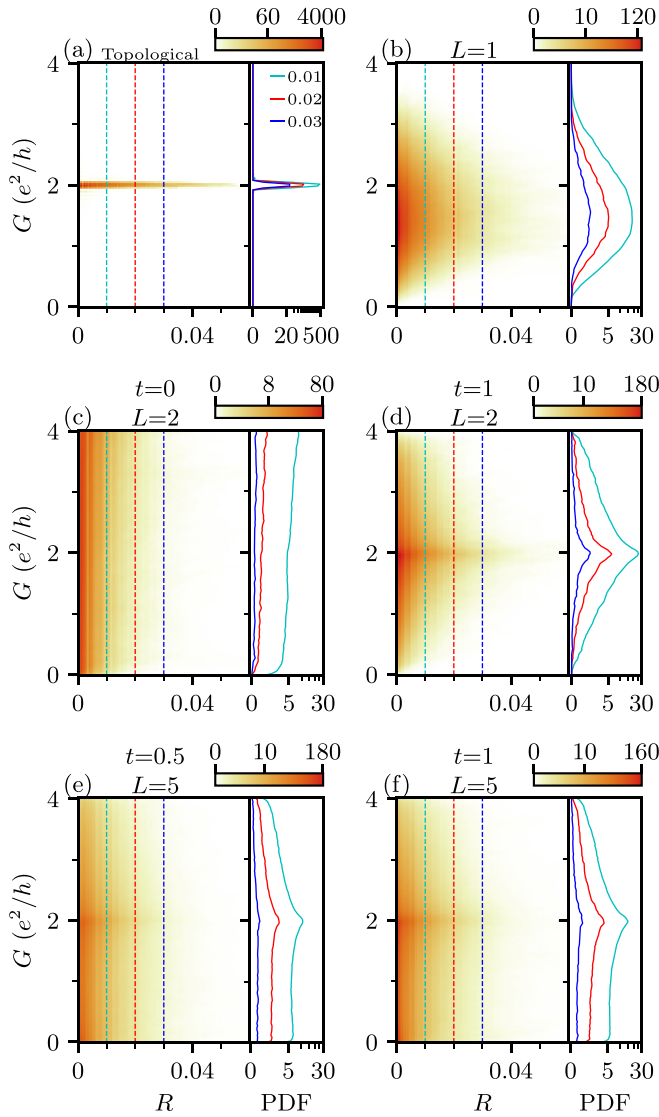 0 60 4000 0 10 120
(a) Topological (b) L=1
4 0.01 4
0.02
0.03
G (e²/h) 2 2
0 0
0 0.04 0 20 500 0 0.04 0 5 30
t=0 0 8 80 t=1 0 10 180
(c) L=2 (d) L=2
4 4
G (e²/h) 2 2
0 0
0 0.04 0 5 30 0 0.04 0 5 30
t=0.5 0 10 180 t=1 0 10 160
(e) L=5 (f) L=5
4 4
G (e²/h) 2 2
0 0
0 0.04 0 5 30 0 0.04 0 5 30
R PDF R PDF